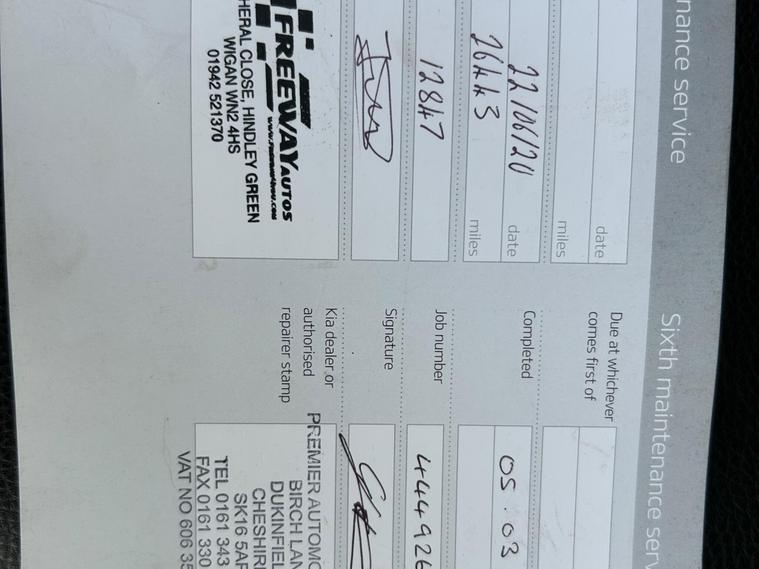 nance service
date
miles
22/06/20 date
26443 miles
12847
FREEWAY AUTOS
HERAL CLOSE, HINDLEY GREEN
WIGAN WN2 4HS
01942 521370
Sixth maintenance serv
Due at whichever
comes first of
Completed
05.03
Job number
444926
Signature
Kia dealer or
authorised
repairer stamp
PREMIER AUTOMO
BIRCH LAN
DUKINFIEL
CHESHIRE
SK16 5AP
TEL 0161 343
FAX 0161 330
VAT NO 606 35